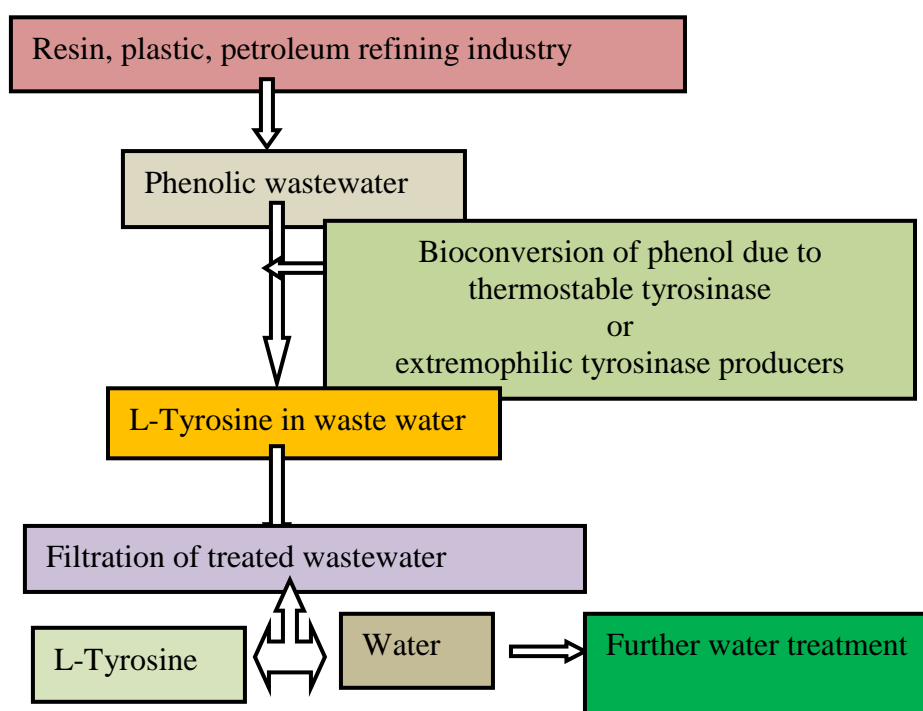 Resin, plastic, petroleum refining industry
Phenolic wastewater
Bioconversion of phenol due to
thermostable tyrosinase
or
extremophilic tyrosinase producers
L-Tyrosine in waste water
Filtration of treated wastewater
L-Tyrosine
Water
Further water treatment